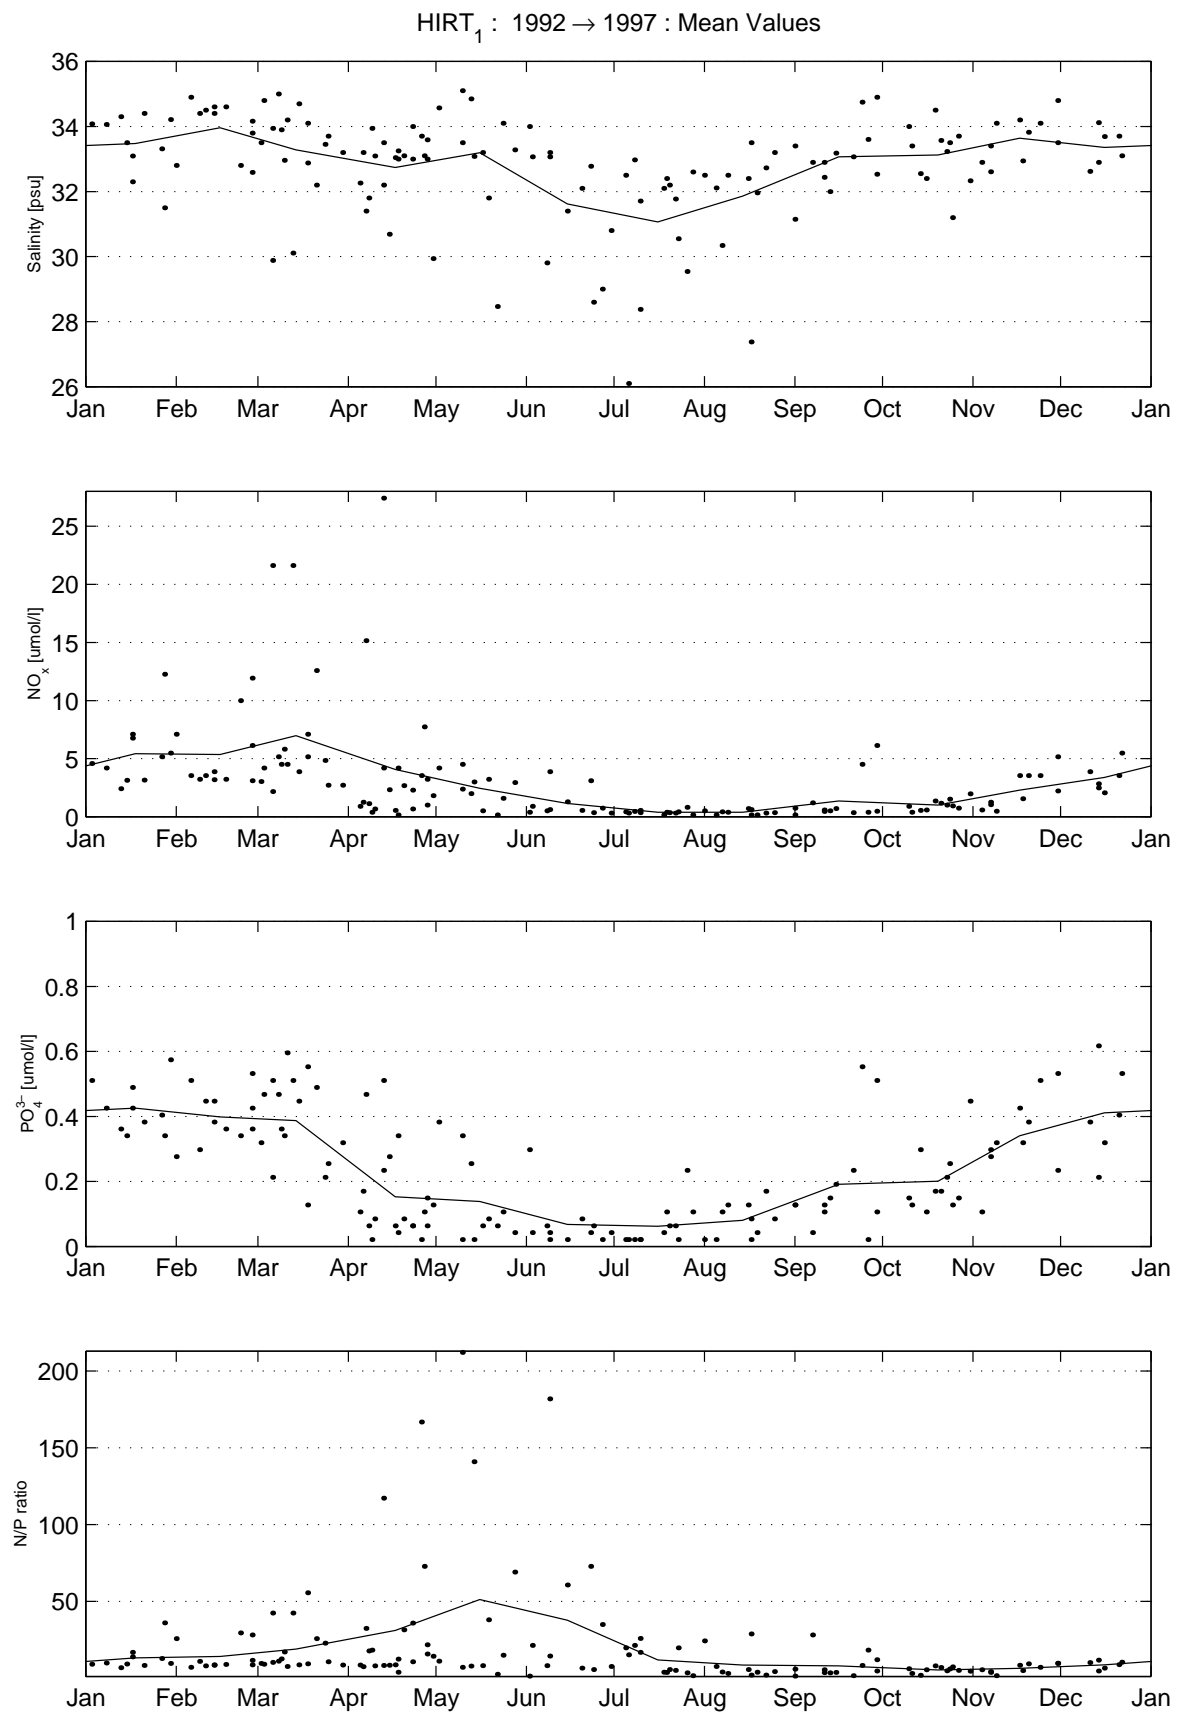 HIRT₁ : 1992 → 1997 : Mean Values
36
34
32
30
28
26
Salinity [psu]
Jan Feb Mar Apr May Jun Jul Aug Sep Oct Nov Dec Jan
25
20
15
10
5
0
NOₓ [umol/l]
Jan Feb Mar Apr May Jun Jul Aug Sep Oct Nov Dec Jan
1
0.8
0.6
0.4
0.2
0
PO₄³⁻ [umol/l]
Jan Feb Mar Apr May Jun Jul Aug Sep Oct Nov Dec Jan
200
150
100
50
N/P ratio
Jan Feb Mar Apr May Jun Jul Aug Sep Oct Nov Dec Jan